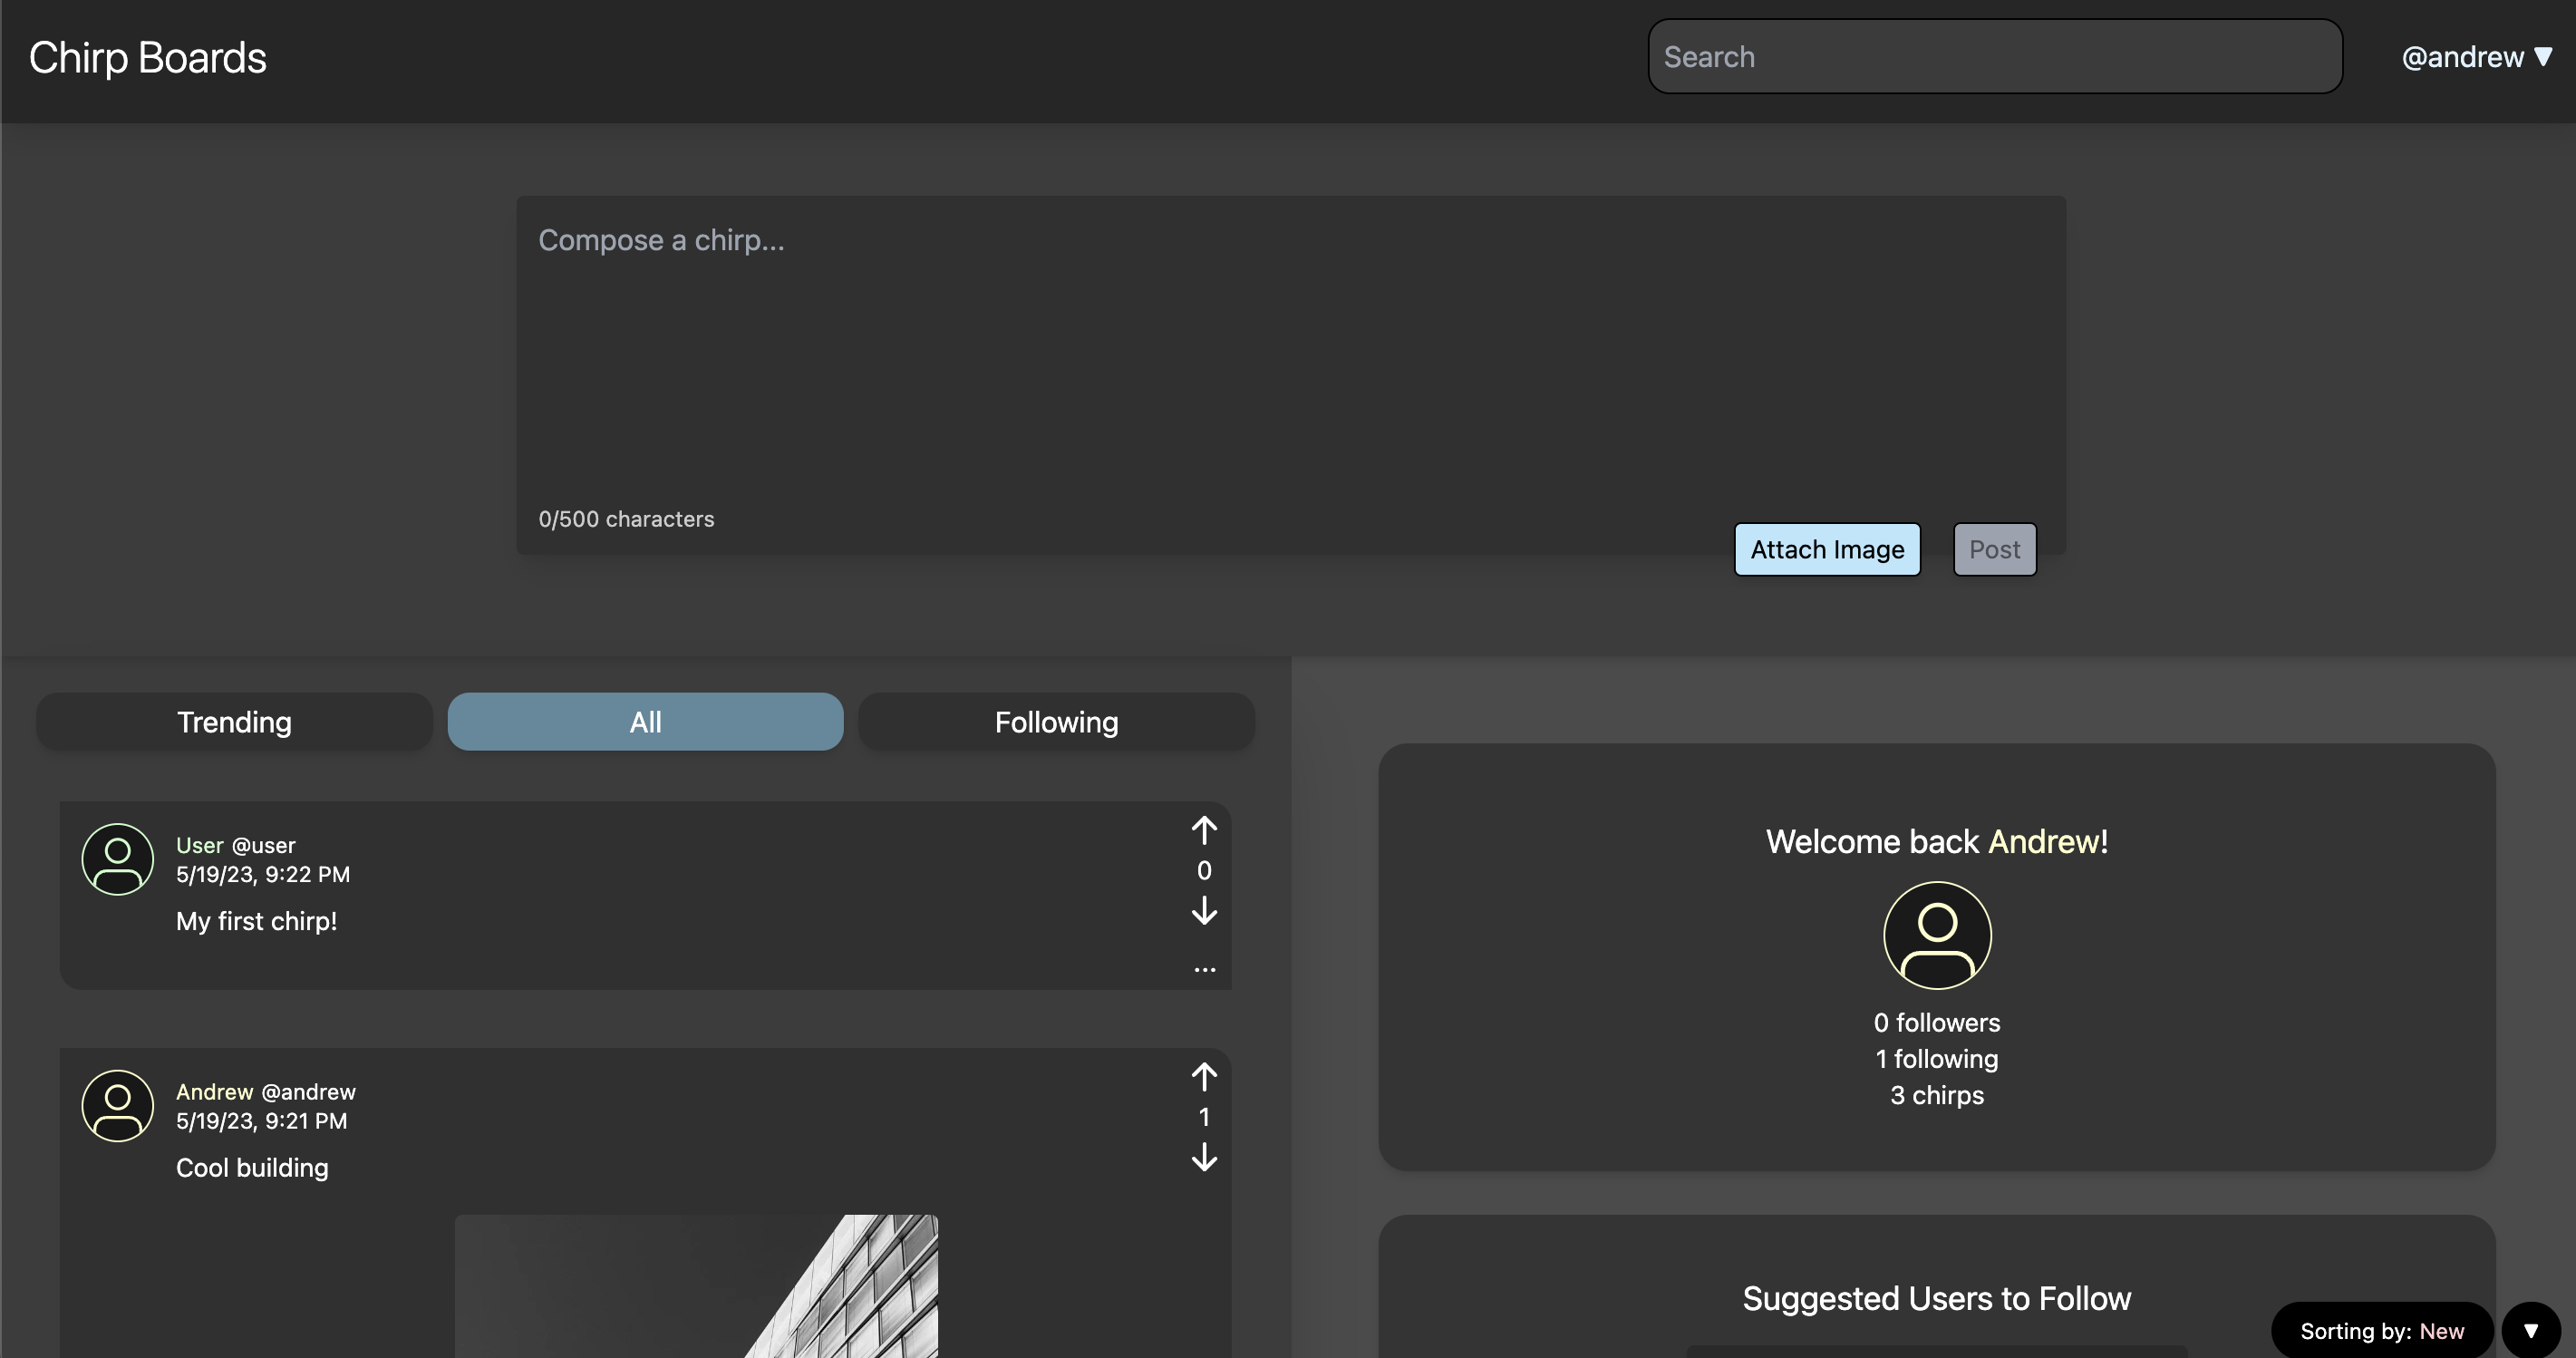 Chirp Boards
Search
@andrew ▼
Compose a chirp...
0/500 characters
Attach Image
Post
Trending
All
Following
User @user
5/19/23, 9:22 PM
My first chirp!
0
...
Andrew @andrew
5/19/23, 9:21 PM
Cool building
1
Welcome back Andrew!
0 followers
1 following
3 chirps
Suggested Users to Follow
Sorting by: New
▼